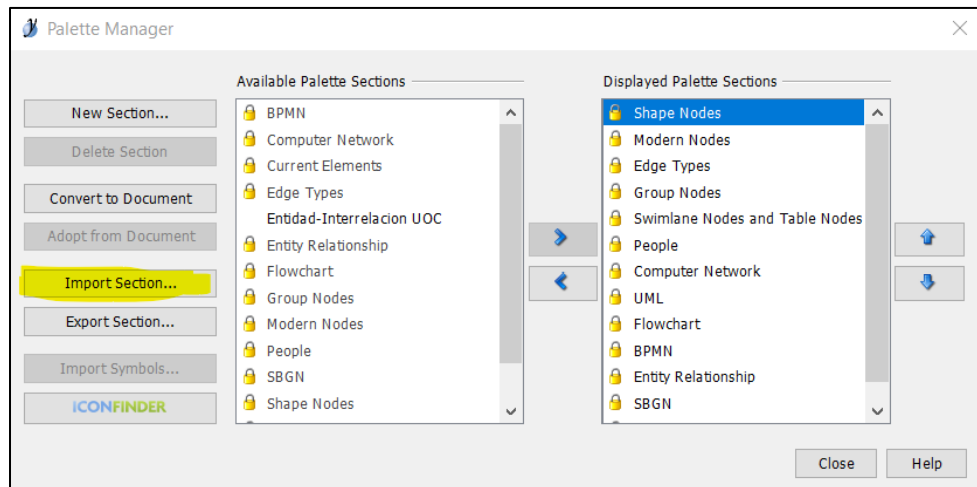 Palette Manager
Available Palette Sections
Displayed Palette Sections
New Section...
Delete Section
Convert to Document
Adopt from Document
Import Section...
Export Section...
Import Symbols...
ICONFINDER
BPMN
Computer Network
Current Elements
Edge Types
Entidad-Interrelacion UOC
Entity Relationship
Flowchart
Group Nodes
Modern Nodes
People
SBGN
Shape Nodes
Shape Nodes
Modern Nodes
Edge Types
Group Nodes
Swimlane Nodes and Table Nodes
People
Computer Network
UML
Flowchart
BPMN
Entity Relationship
SBGN
Close
Help